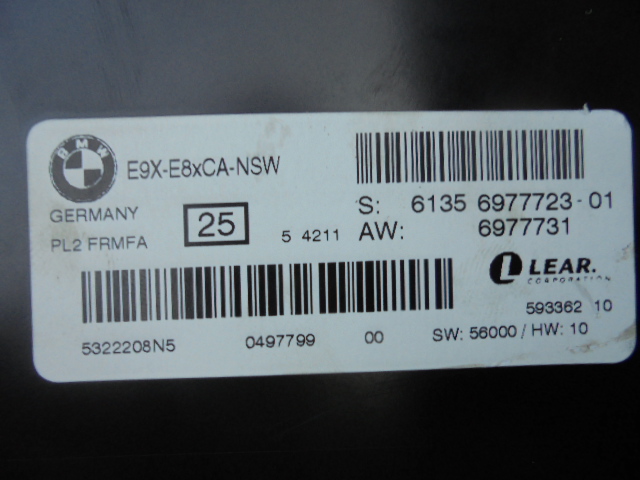 BMW
E9X-E8xCA-NSW
GERMANY
PL2 FRMFA
25
5 4211
S: 6135 6977723-01
AW: 6977731
LEAR.
CORPORATION
593362 10
5322208N5 0497799 00 SW: 56000 / HW: 10